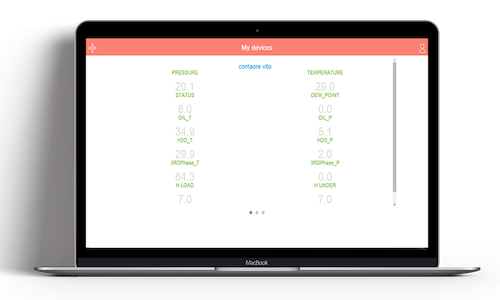 My devices
contaore vito
PRESSURE TEMPERATURE
20.1 29.0
STATUS DEW_POINT
8.0 0.0
OIL_T OIL_P
34.9 5.1
H2O_T H2O_P
29.9 2.0
3RDPhase_T 3RDPhase_P
64.3 0.0
H LOAD H UNDER
7.0 7.0
MacBook